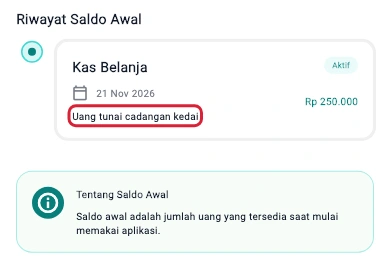 Riwayat Saldo Awal
Kas Belanja
Aktif
21 Nov 2026
Rp 250.000
Uang tunai cadangan kedai
Tentang Saldo Awal
Saldo awal adalah jumlah uang yang tersedia saat mulai
memakai aplikasi.